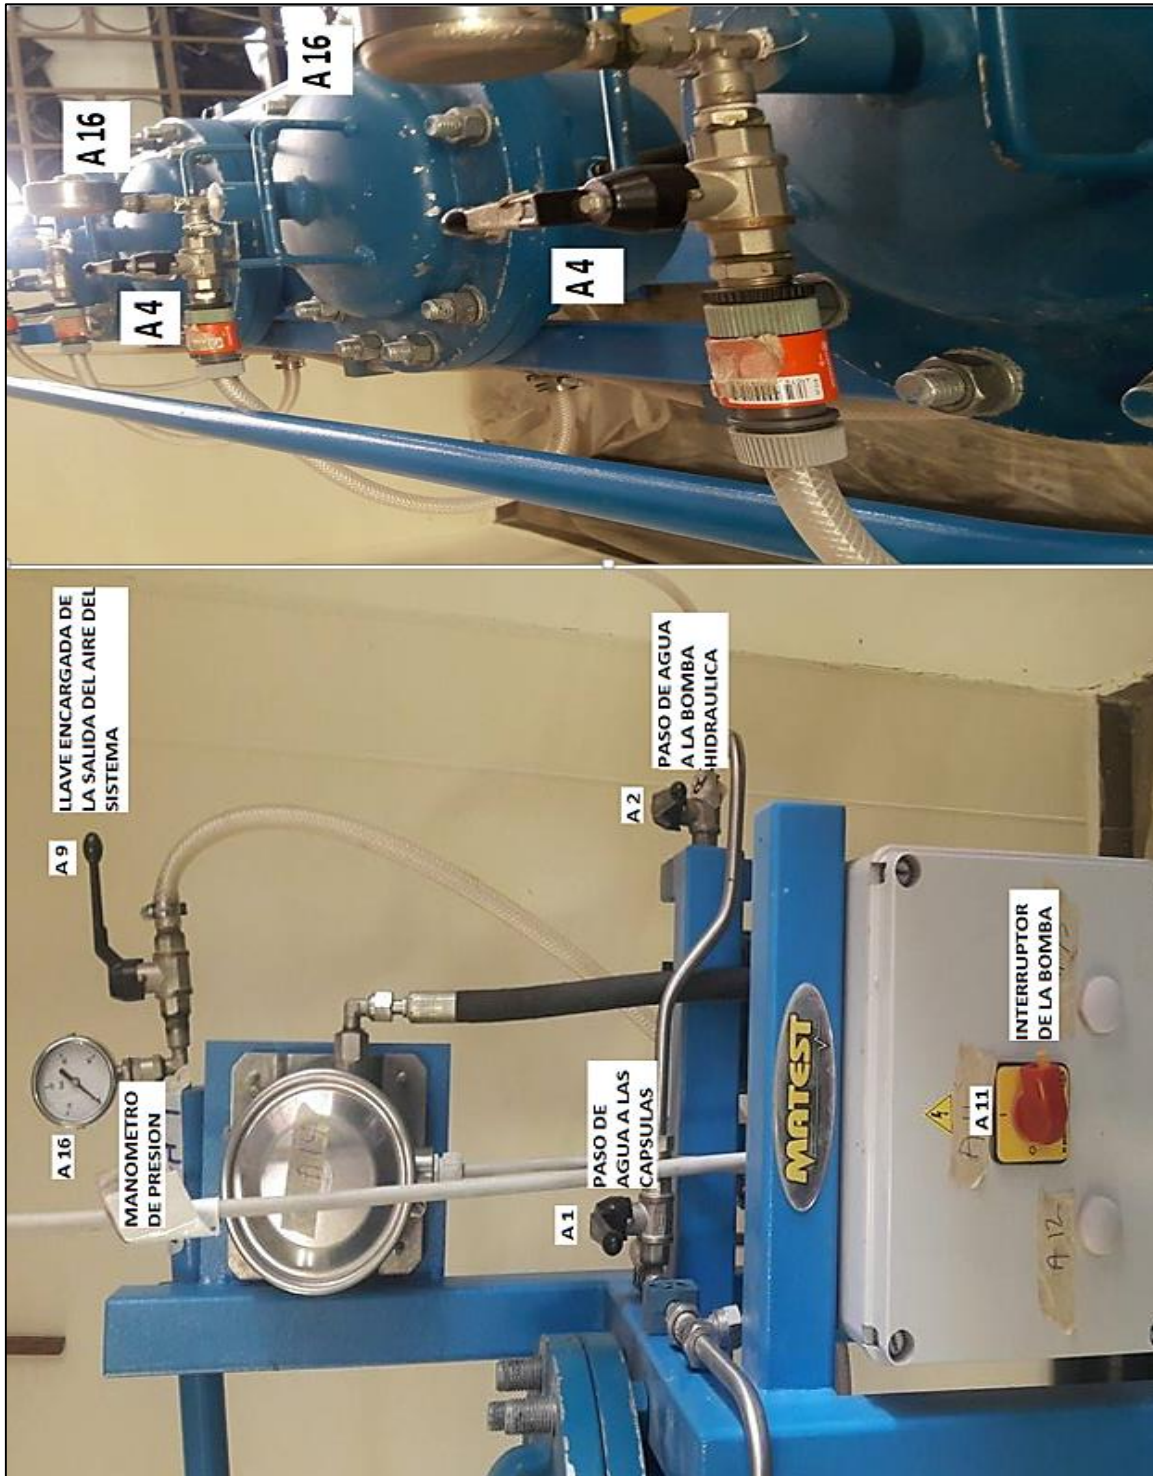 A 16
A 9
LLAVE ENCARGADA DE
LA SALIDA DEL AIRE DEL
SISTEMA
MANOMETRO
DE PRESION
A14
A 1
PASO DE
AGUA A LAS
CAPSULAS
A 2
PASO DE AGUA
A LA BOMBA
HIDRAULICA
MATEST
A 11
INTERRUPTOR
DE LA BOMBA
A 12
A 16
A 4
A 16
A 4